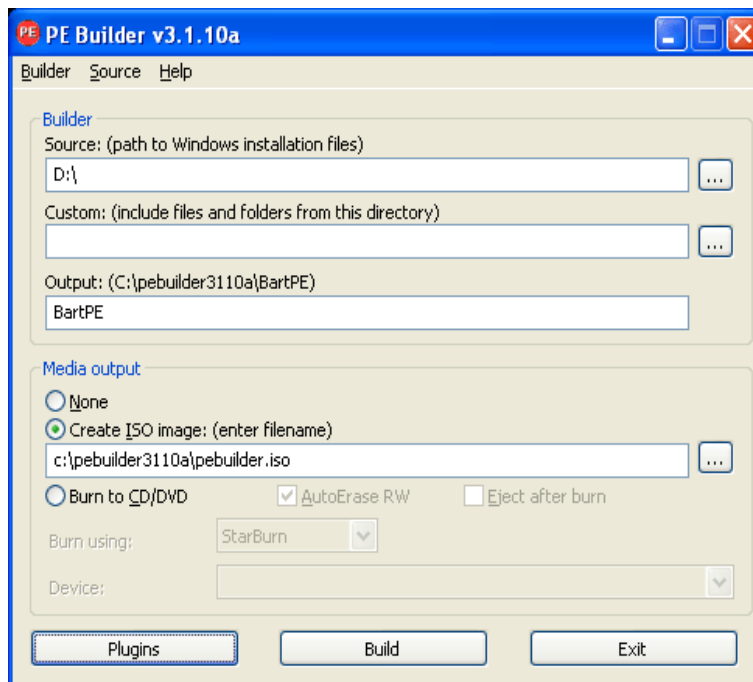 PE PE Builder v3.1.10a
Builder Source Help
Builder
Source: (path to Windows installation files)
D:\
...
Custom: (include files and folders from this directory)
...
Output: (C:\pebuilder3110a\BartPE)
BartPE
Media output
None
Create ISO image: (enter filename)
c:\pebuilder3110a\pebuilder.iso
...
Burn to CD/DVD AutoErase RW Eject after burn
Burn using: StarBurn
Device:
Plugins Build Exit